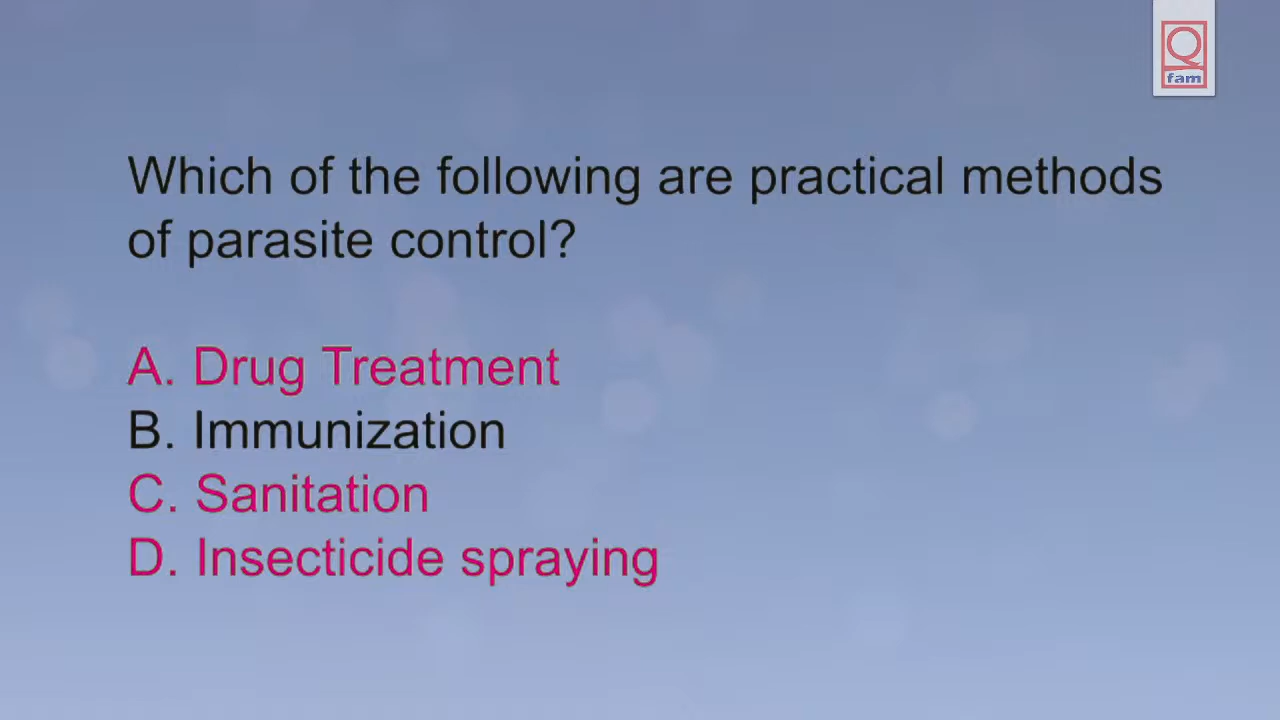 Q
fam
Which of the following are practical methods
of parasite control?
A. Drug Treatment
B. Immunization
C. Sanitation
D. Insecticide spraying